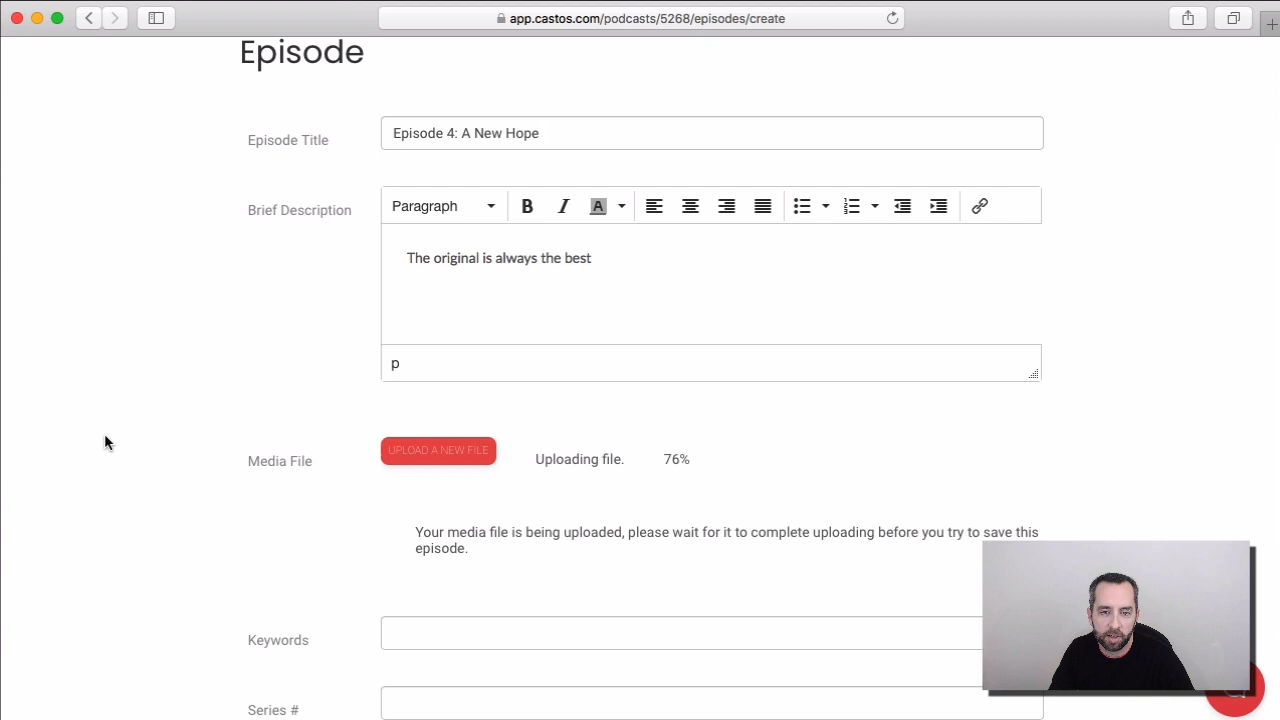 app.castos.com/podcasts/5268/episodes/create
Episode
Episode Title
Episode 4: A New Hope
Brief Description
Paragraph
B I A
The original is always the best
p
Media File
UPLOAD A NEW FILE
Uploading file. 76%
Your media file is being uploaded, please wait for it to complete uploading before you try to save this
episode.
Keywords
Series #